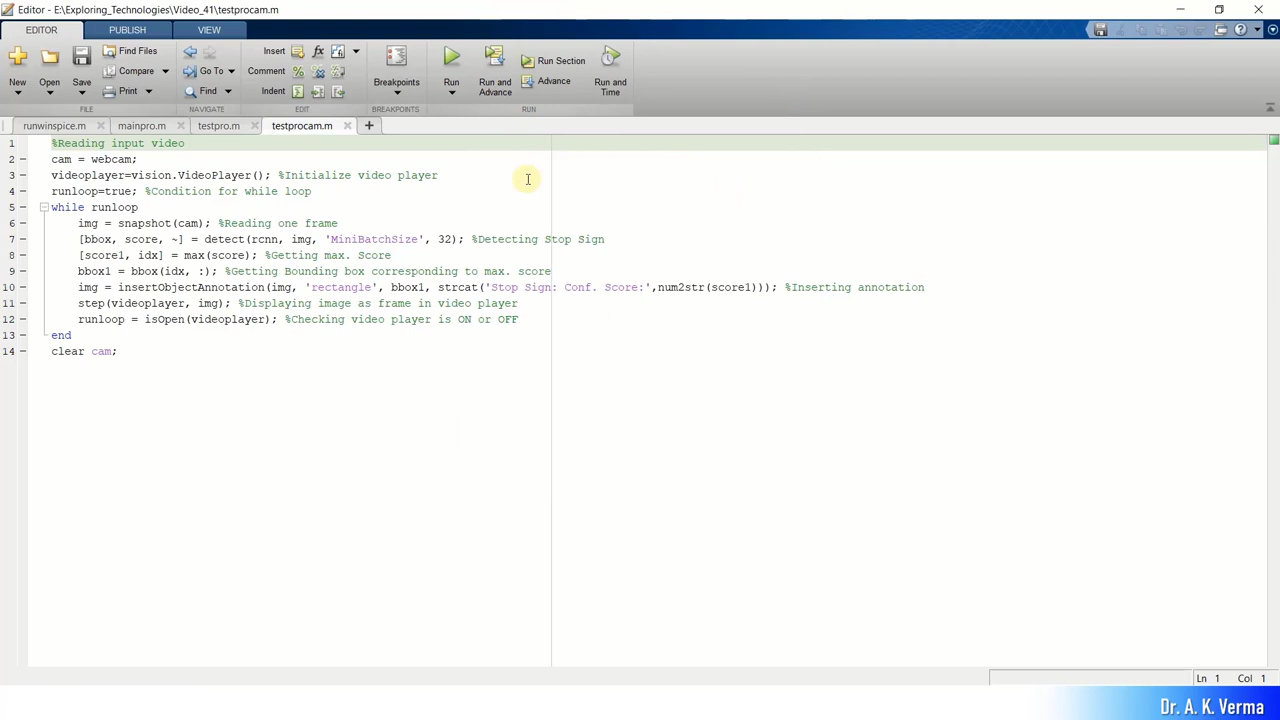 Editor - E:\Exploring_Technologies\Video_41\testprocam.m
EDITOR PUBLISH VIEW
New
Open
Save
Find Files
Compare
Print
FILE
Go To
Find
NAVIGATE
Insert
Comment
Indent
EDIT
Breakpoints
BREAKPOINTS
Run
Run and Advance
Run Section
Advance
Run and Time
RUN
runwinspice.m mainpro.m testpro.m testprocam.m
1 %Reading input video
2 cam = webcam;
3 videoplayer=vision.VideoPlayer(); %Initialize video player
4 runloop=true; %Condition for while loop
5 while runloop
6 img = snapshot(cam); %Reading one frame
7 [bbox, score, ~] = detect(rcnn, img, 'MiniBatchSize', 32); %Detecting Stop Sign
8 [score1, idx] = max(score); %Getting max. Score
9 bbox1 = bbox(idx, :); %Getting Bounding box corresponding to max. score
10 img = insertObjectAnnotation(img, 'rectangle', bbox1, strcat('Stop Sign: Conf. Score:',num2str(score1))); %Inserting annotation
11 step(videoplayer, img); %Displaying image as frame in video player
12 runloop = isOpen(videoplayer); %Checking video player is ON or OFF
13 end
14 clear cam;
Ln 1 Col 1
Dr. A. K. Verma